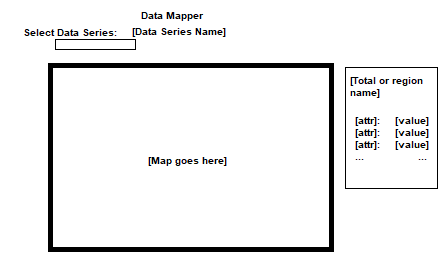 Data Mapper
Select Data Series:
[Data Series Name]
[Total or region
name]
[attr]: [value]
[attr]: [value]
[attr]: [value]
... ...
[Map goes here]